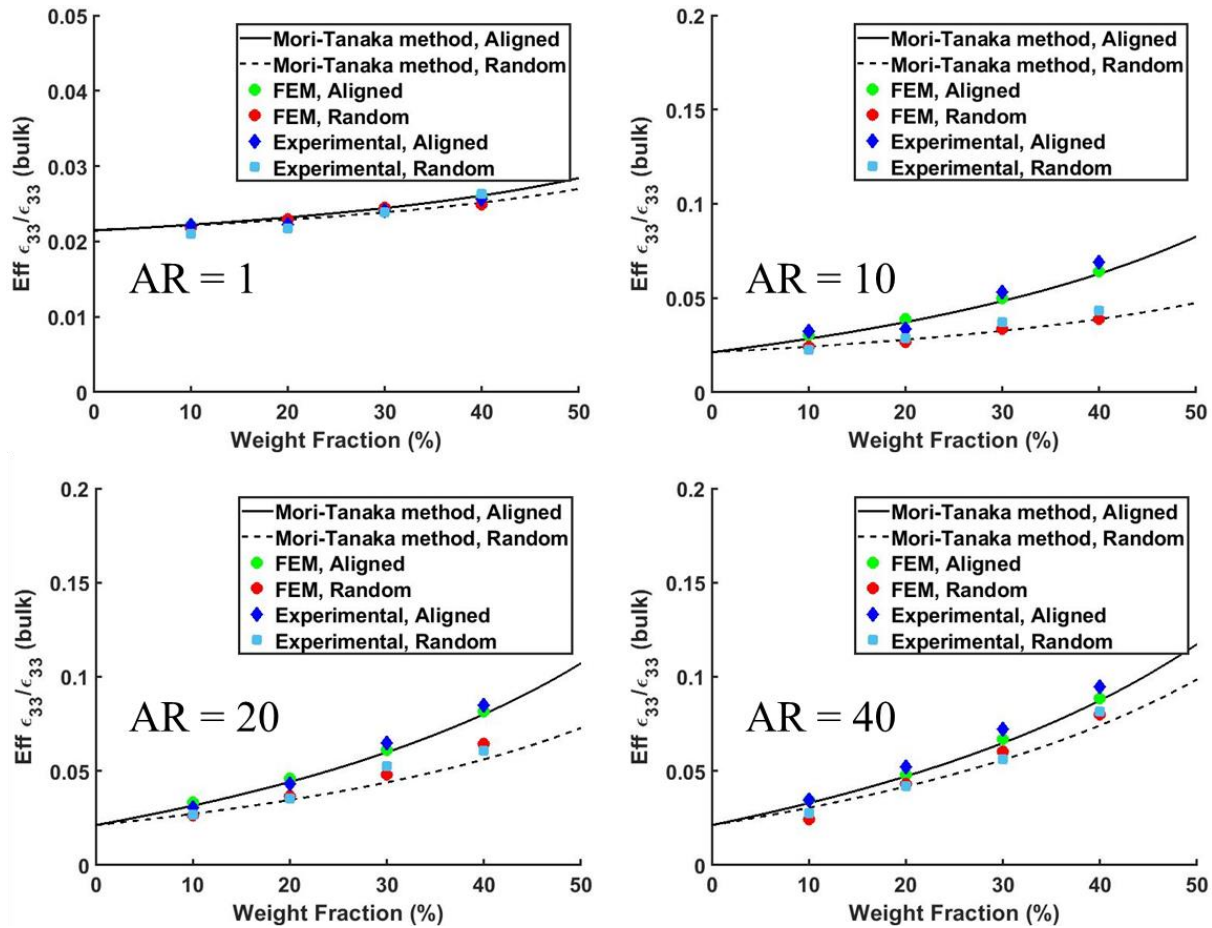 0.05
0.04
0.03
0.02
0.01
0
Eff ϵ33/ϵ33 (bulk)
Mori-Tanaka method, Aligned
Mori-Tanaka method, Random
FEM, Aligned
FEM, Random
Experimental, Aligned
Experimental, Random
AR = 1
0 10 20 30 40 50
Weight Fraction (%)
0.2
0.15
0.1
0.05
0
Eff ϵ33/ϵ33 (bulk)
Mori-Tanaka method, Aligned
Mori-Tanaka method, Random
FEM, Aligned
FEM, Random
Experimental, Aligned
Experimental, Random
AR = 10
0 10 20 30 40 50
Weight Fraction (%)
0.2
0.15
0.1
0.05
0
Eff ϵ33/ϵ33 (bulk)
Mori-Tanaka method, Aligned
Mori-Tanaka method, Random
FEM, Aligned
FEM, Random
Experimental, Aligned
Experimental, Random
AR = 20
0 10 20 30 40 50
Weight Fraction (%)
0.2
0.15
0.1
0.05
0
Eff ϵ33/ϵ33 (bulk)
Mori-Tanaka method, Aligned
Mori-Tanaka method, Random
FEM, Aligned
FEM, Random
Experimental, Aligned
Experimental, Random
AR = 40
0 10 20 30 40 50
Weight Fraction (%)